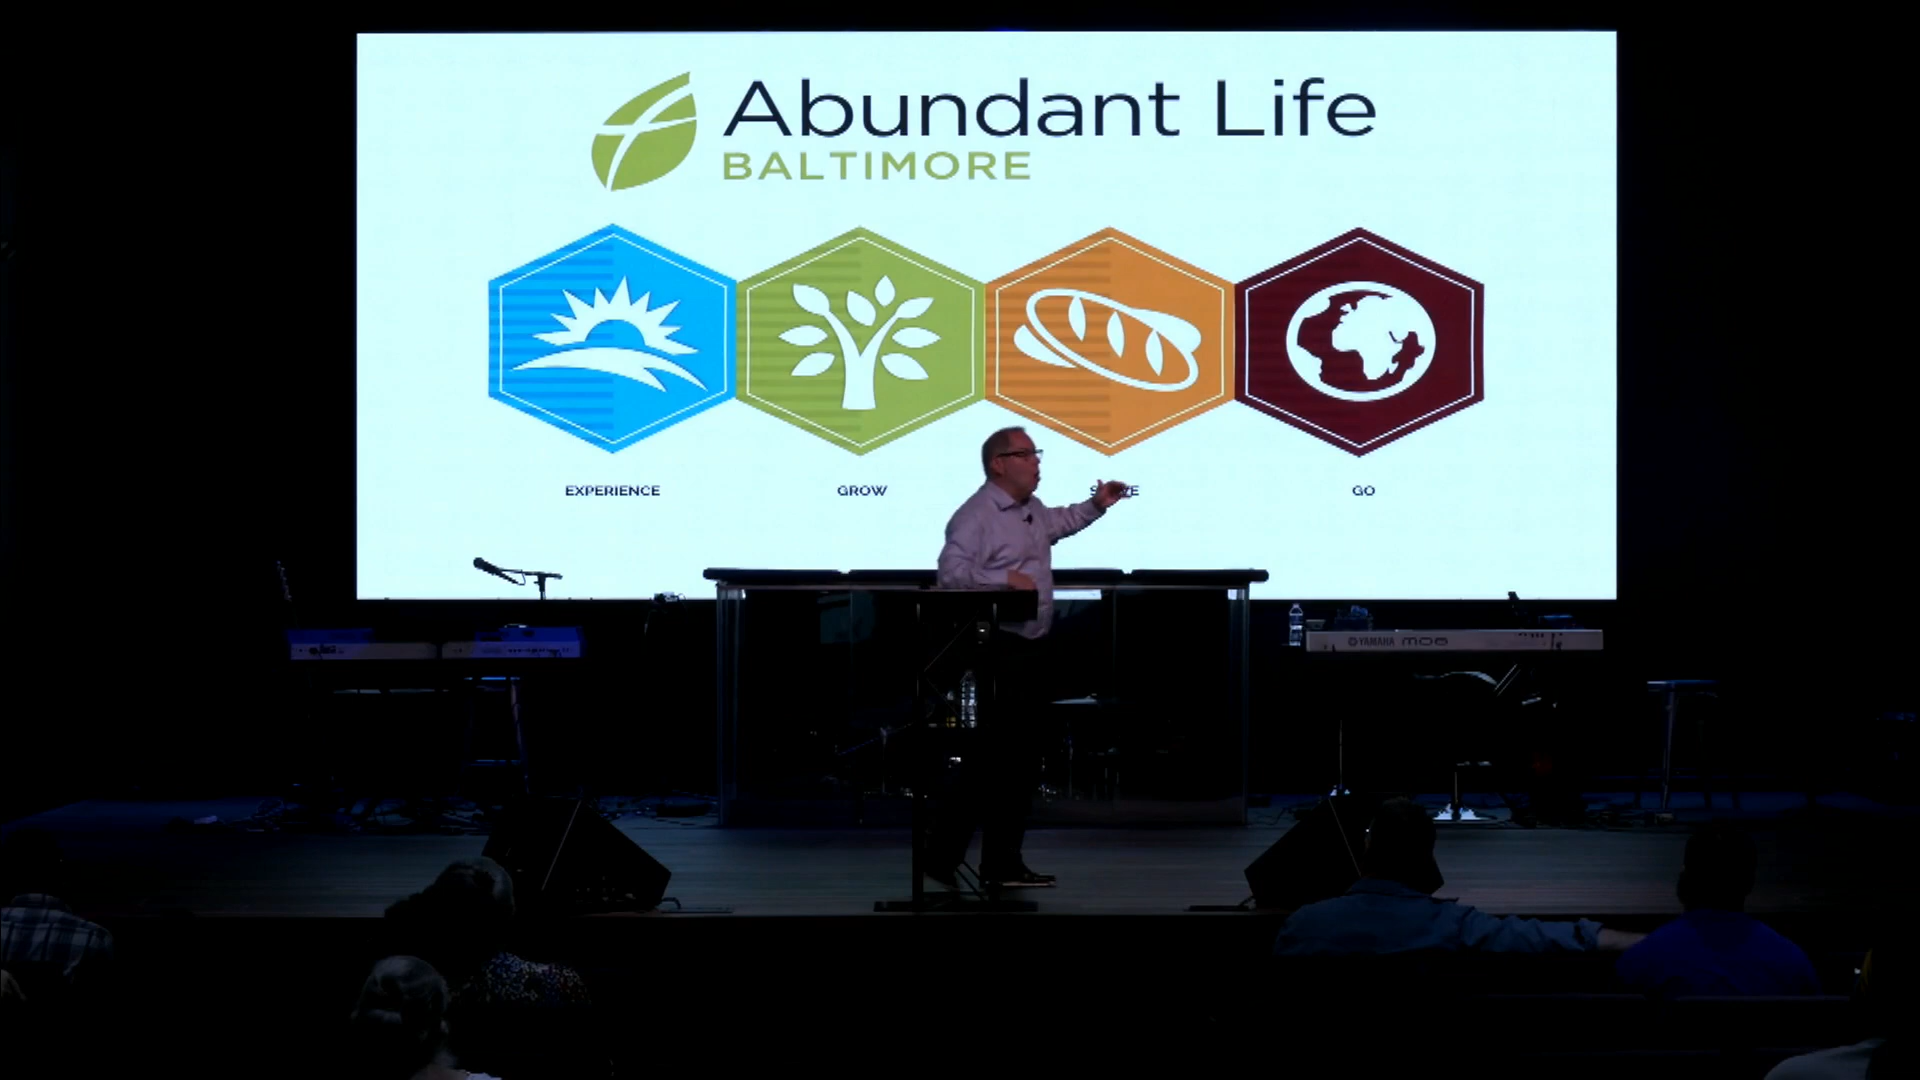 Abundant Life
BALTIMORE
EXPERIENCE
GROW
GO
YAMAHA MO6